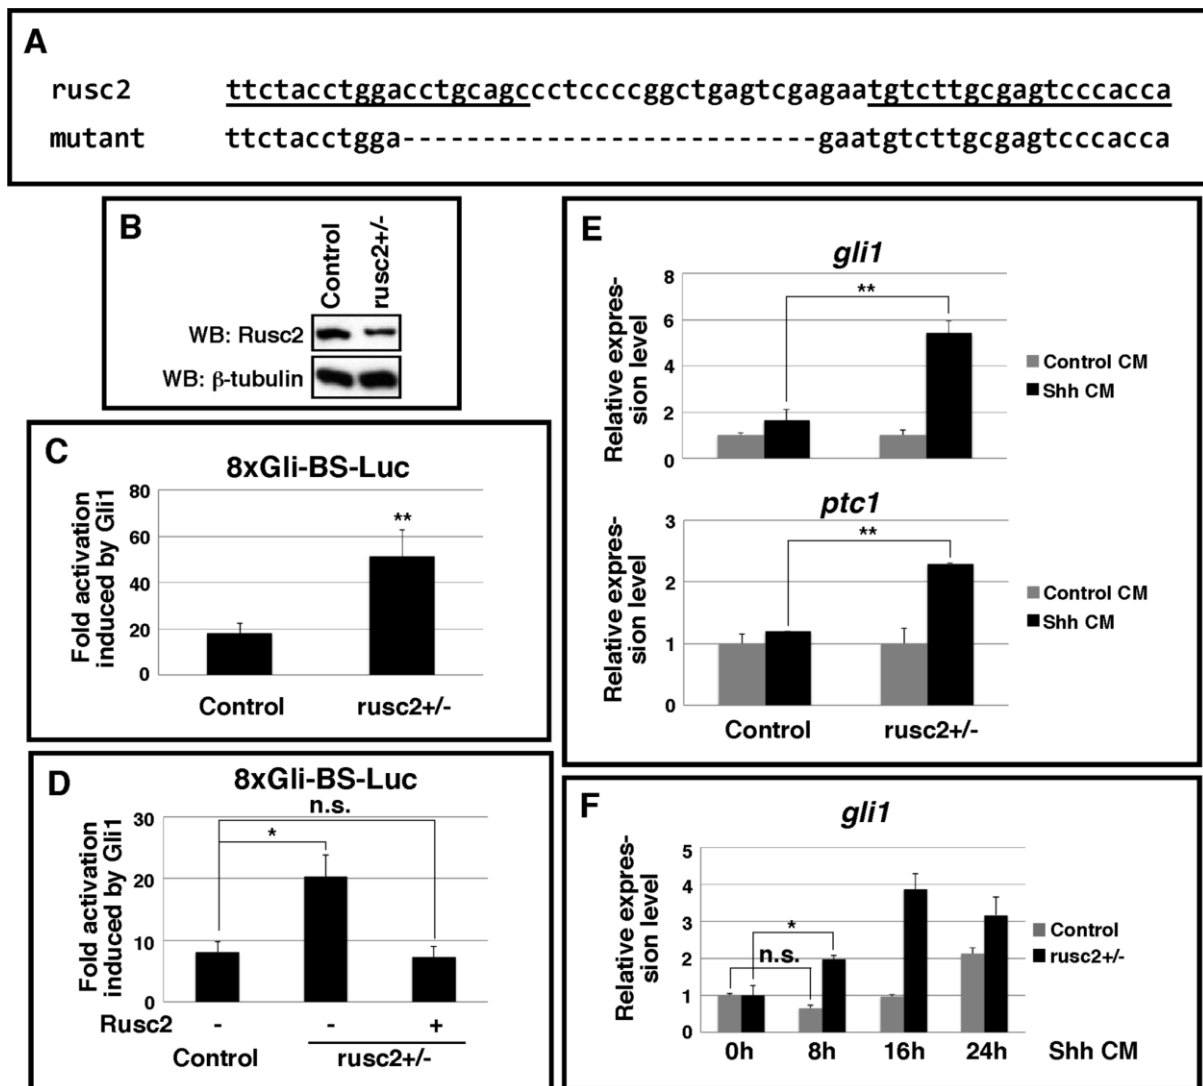 A
rusc2 ttctacctggacctgcagcccctccccggctgagtcgagaatgtcttgcgagtcccacca
mutant ttctacctgga--------------------------gaatgtcttgcgagtcccacca
B
Control
rusc2+/-
WB: Rusc2
WB: β-tubulin
C
8xGli-BS-Luc
Fold activation
induced by Gli1
80
60
40
20
0
**
Control rusc2+/-
D
8xGli-BS-Luc
Fold activation
induced by Gli1
30
20
10
0
n.s.
*
Rusc2 - - +
Control rusc2+/-
E
gli1
Relative expres-
sion level
8
6
4
2
0
**
Control CM
Shh CM
ptc1
Relative expres-
sion level
3
2
1
0
**
Control CM
Shh CM
Control rusc2+/-
F
gli1
Relative expres-
sion level
5
4
3
2
1
0
n.s.
*
Control
rusc2+/-
0h 8h 16h 24h Shh CM